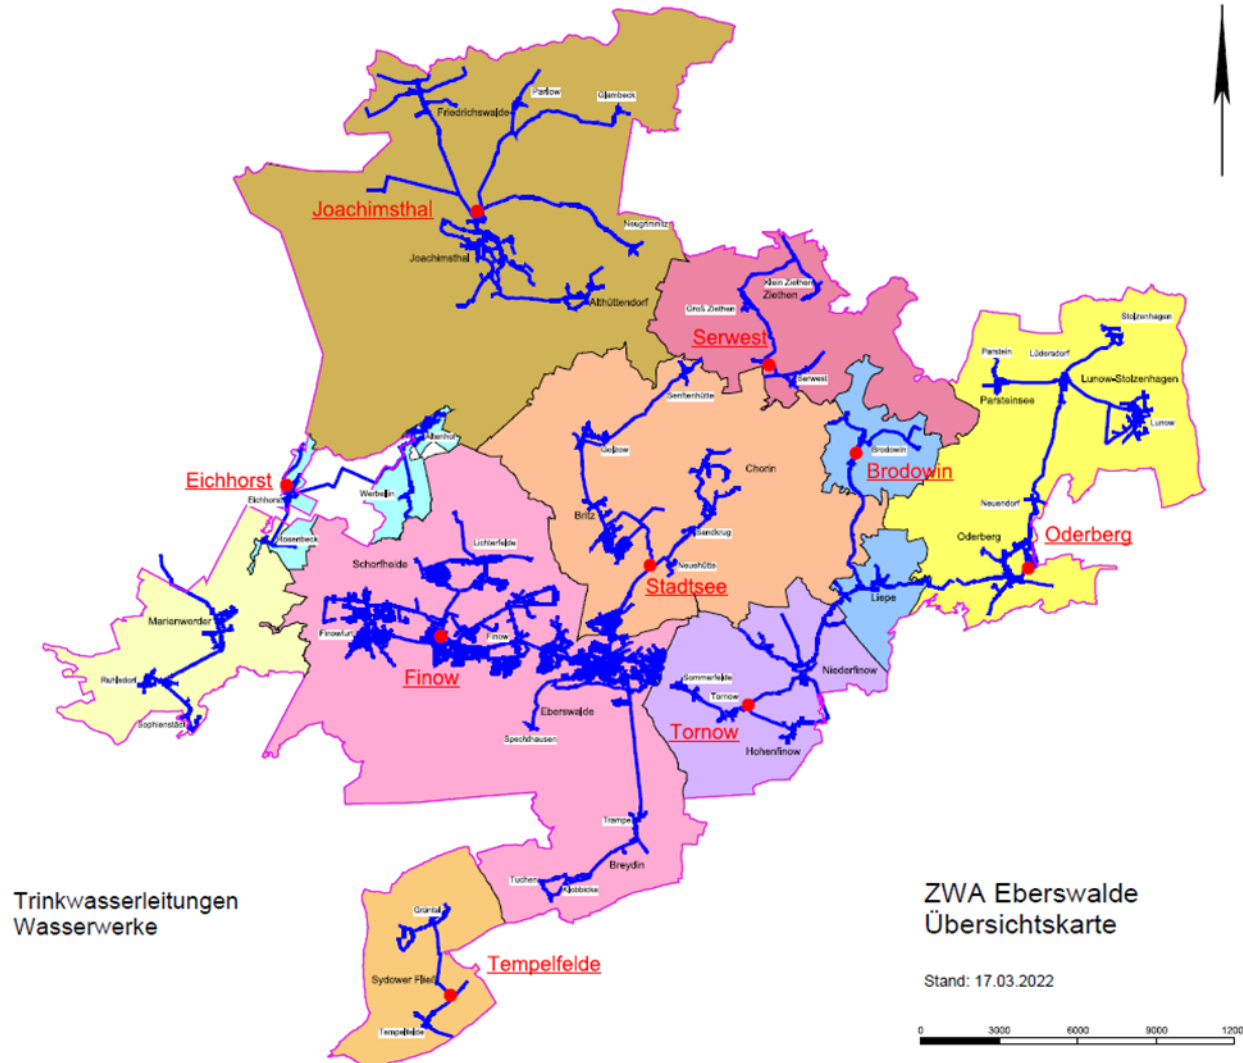 Parlow
Glambeck
Friedrichswalde
Joachimsthal
Neugrimnitz
Joachimsthal
Althüttendorf
Klein Ziethen
Ziethen
Groß Ziethen
Serwest
Serwest
Stolzenhagen
Parstein
Lüdersdorf
Lunow-Stolzenhagen
Parsteinsee
Lunow
Senftenhütte
Altenhof
Golzow
Chorin
Brodowin
Brodowin
Eichhorst
Eichhorst
Werbellin
Neuendorf
Britz
Sandkrug
Rosenbeck
Lichterfelde
Oderberg
Oderberg
Schorfheide
Neuehütte
Stadtsee
Liepe
Marienwerder
Finowfurt
Finow
Finow
Niederfinow
Ruhlsdorf
Sommerfelde
Tornow
Eberswalde
Sophienstädt
Spechthausen
Tornow
Hohenfinow
Trampe
Breydin
Tuchen
Klobbicke
Trinkwasserleitungen
Wasserwerke
ZWA Eberswalde
Übersichtskarte
Grüntal
Tempelfelde
Sydower Fließ
Stand: 17.03.2022
Tempelfelde
0 3000 6000 9000 1200